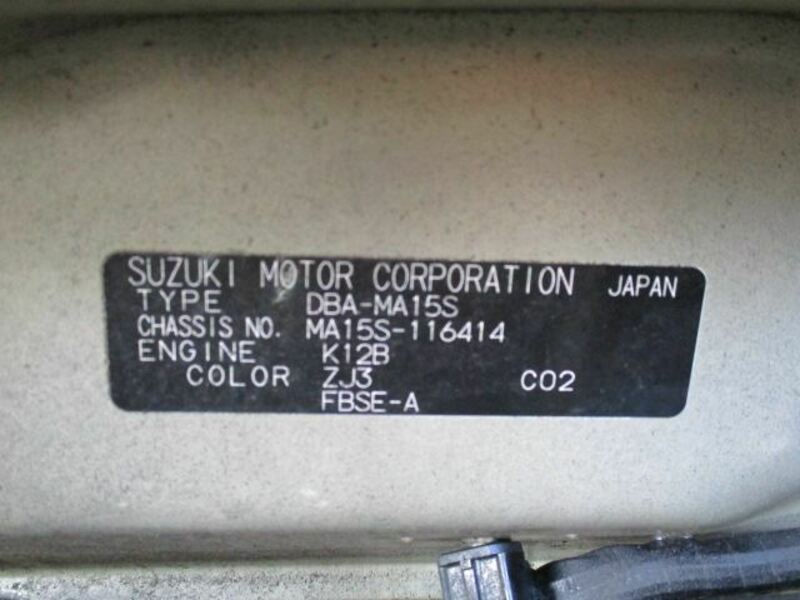 SUZUKI MOTOR CORPORATION JAPAN
TYPE DBA-MA15S
CHASSIS NO. MA15S-116414
ENGINE K12B
COLOR ZJ3 C02
FBSE-A